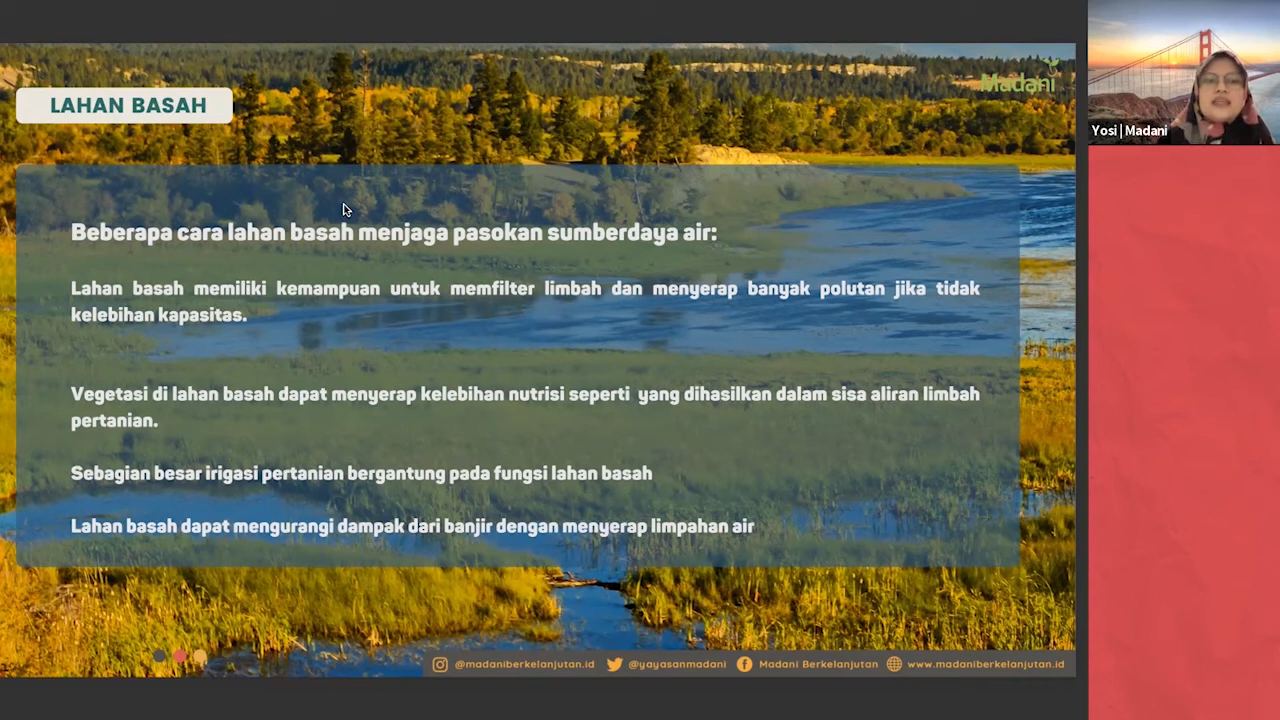 LAHAN BASAH
Madani
Yosi | Madani
Beberapa cara lahan basah menjaga pasokan sumberdaya air:
Lahan basah memiliki kemampuan untuk memfilter limbah dan menyerap banyak polutan jika tidak
kelebihan kapasitas.
Vegetasi di lahan basah dapat menyerap kelebihan nutrisi seperti yang dihasilkan dalam sisa aliran limbah
pertanian.
Sebagian besar irigasi pertanian bergantung pada fungsi lahan basah
Lahan basah dapat mengurangi dampak dari banjir dengan menyerap limpahan air
@madaniberkelanjutan.id @yayasanmadani Madani Berkelanjutan www.madaniberkelanjutan.id